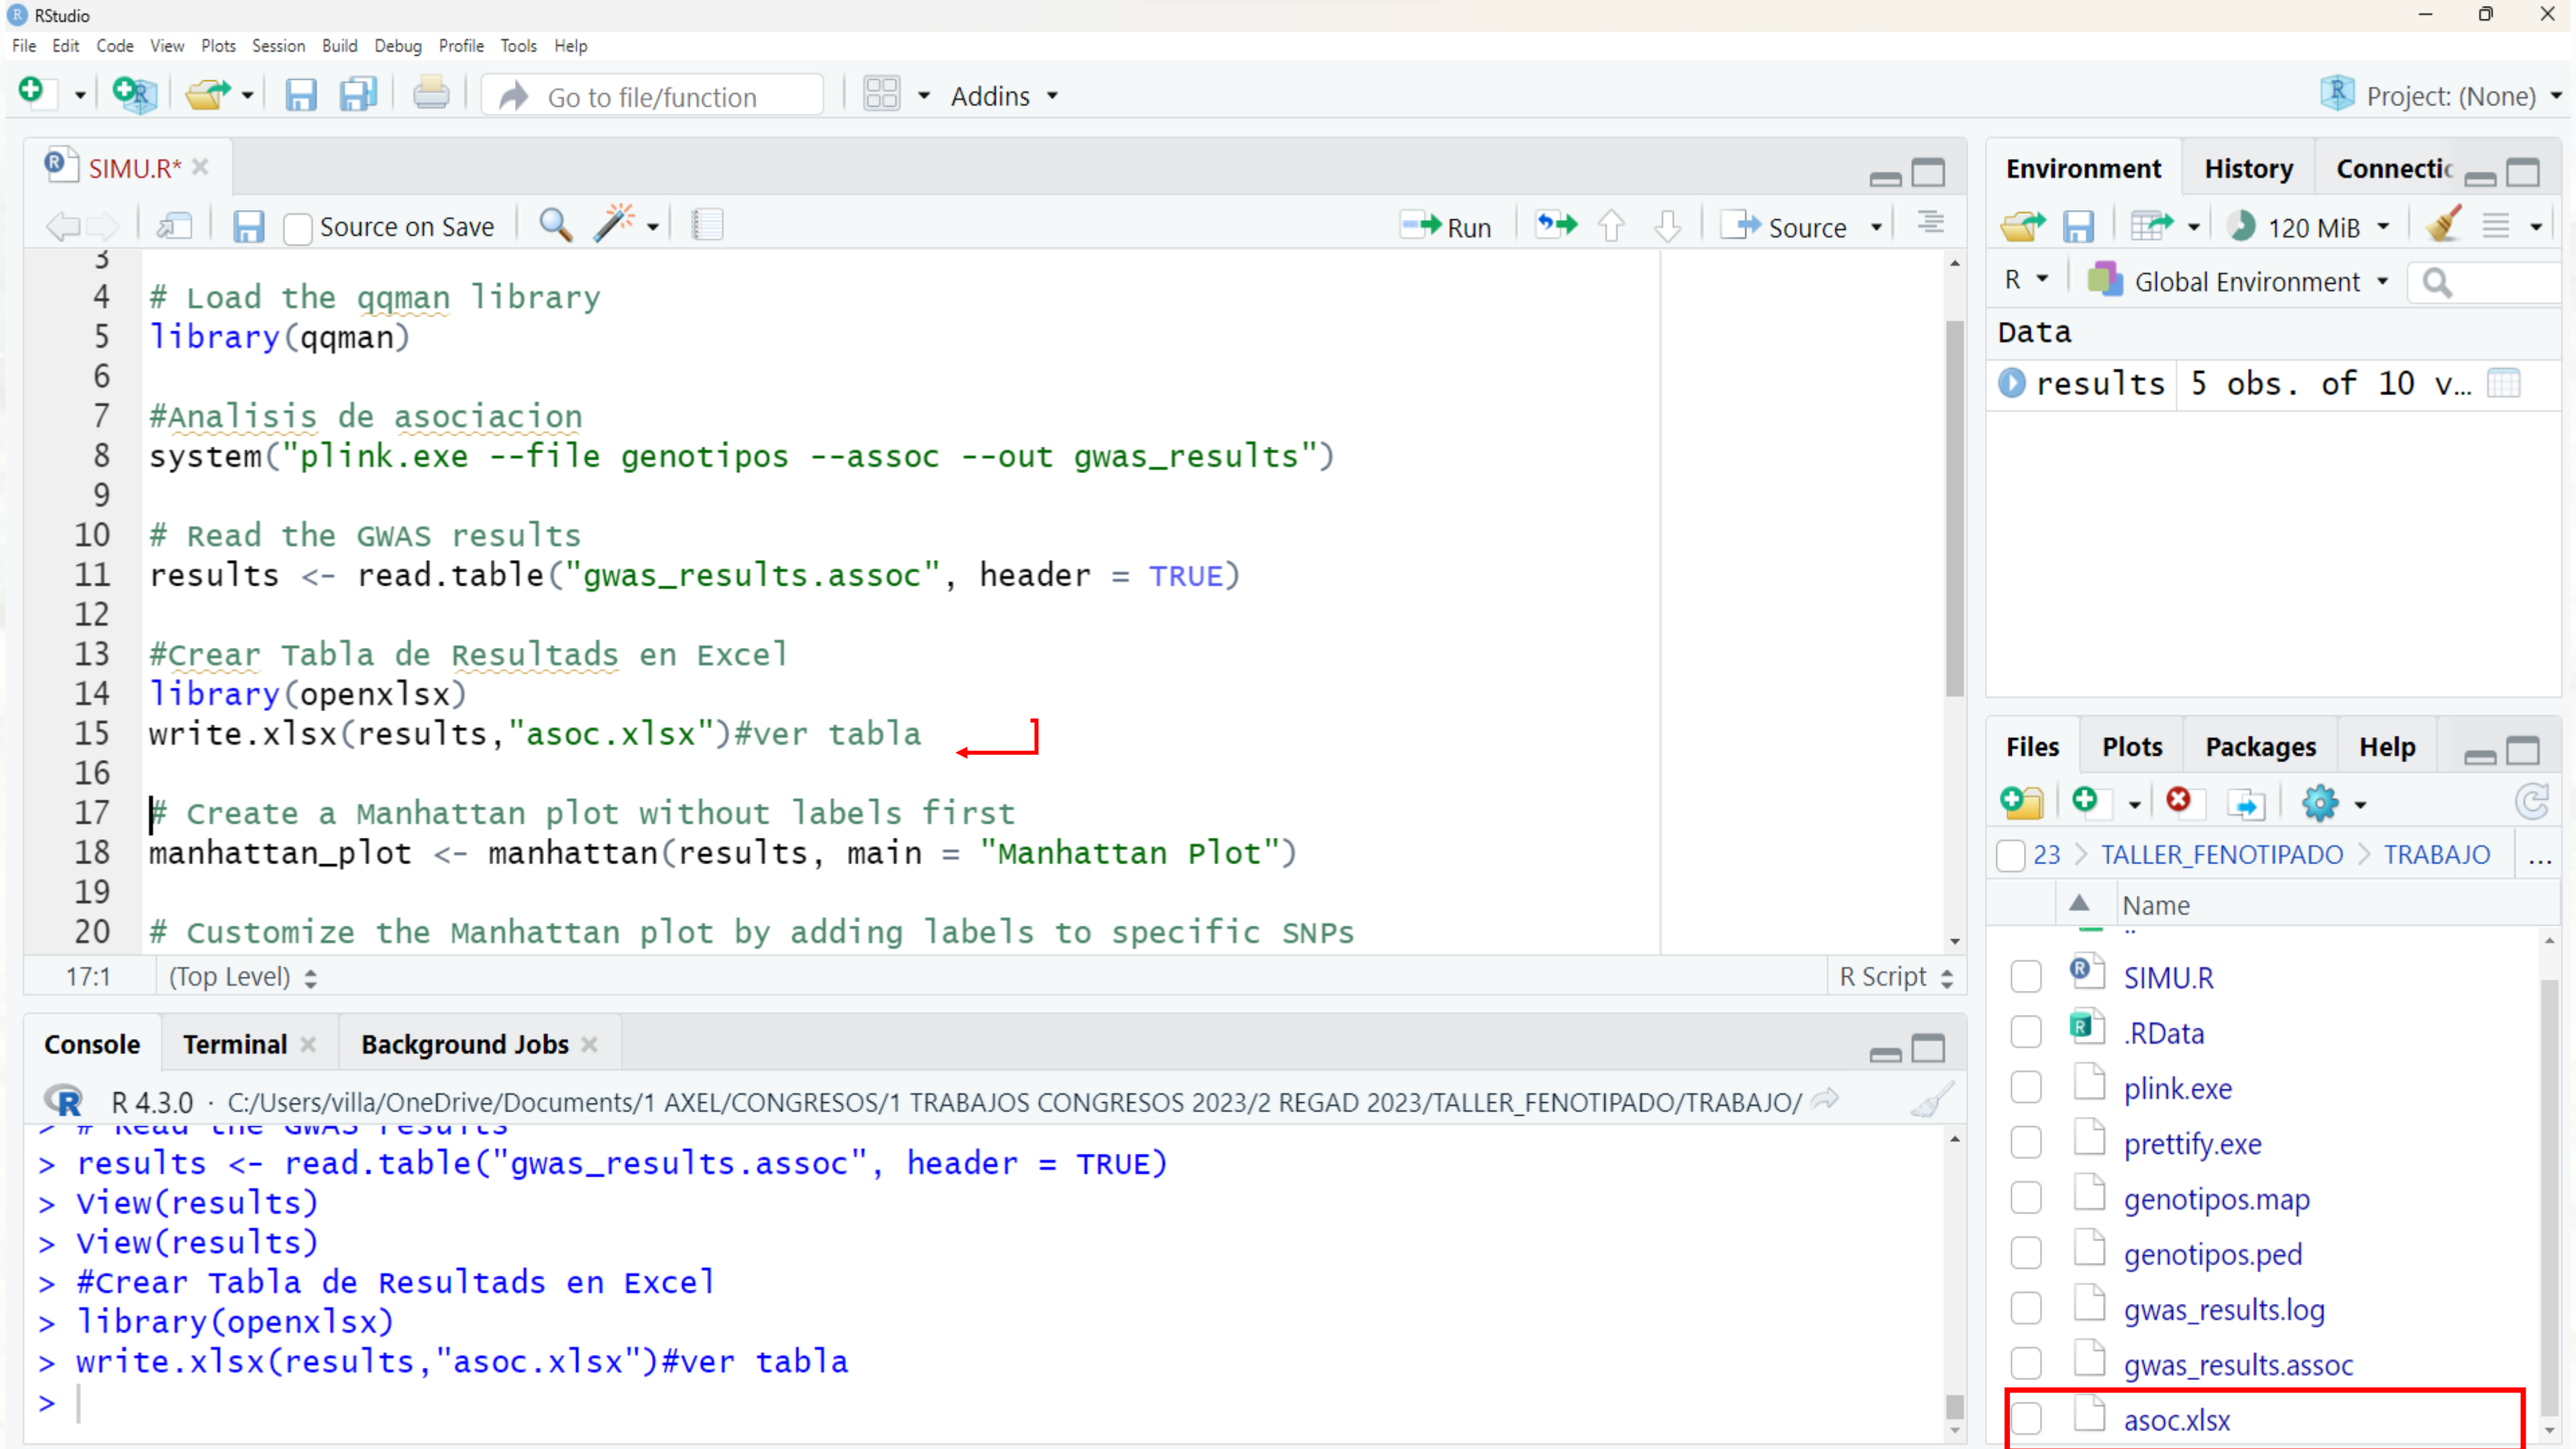 RStudio
File Edit Code View Plots Session Build Debug Profile Tools Help
Go to file/function Addins Project: (None)
SIMU.R*
Source on Save Run Source
3
4 # Load the qqman library
5 library(qqman)
6
7 #Analisis de asociacion
8 system("plink.exe --file genotipos --assoc --out gwas_results")
9
10 # Read the GWAS results
11 results <- read.table("gwas_results.assoc", header = TRUE)
12
13 #Crear Tabla de Resultads en Excel
14 library(openxlsx)
15 write.xlsx(results,"asoc.xlsx")#ver tabla
16
17 # Create a Manhattan plot without labels first
18 manhattan_plot <- manhattan(results, main = "Manhattan Plot")
19
20 # Customize the Manhattan plot by adding labels to specific SNPs
17:1 (Top Level) R Script
Console Terminal Background Jobs
R 4.3.0 · C:/Users/villa/OneDrive/Documents/1 AXEL/CONGRESOS/1 TRABAJOS CONGRESOS 2023/2 REGAD 2023/TALLER_FENOTIPADO/TRABAJO/
> # Read the GWAS results
> results <- read.table("gwas_results.assoc", header = TRUE)
> View(results)
> View(results)
> #Crear Tabla de Resultads en Excel
> library(openxlsx)
> write.xlsx(results,"asoc.xlsx")#ver tabla
>
Environment History Connectic
120 MiB
R Global Environment
Data
results 5 obs. of 10 v...
Files Plots Packages Help
23 > TALLER_FENOTIPADO > TRABAJO ...
Name
..
SIMU.R
.RData
plink.exe
prettify.exe
genotipos.map
genotipos.ped
gwas_results.log
gwas_results.assoc
asoc.xlsx